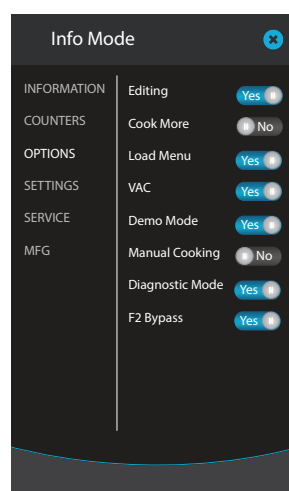 Info Mode
INFORMATION
COUNTERS
OPTIONS
SETTINGS
SERVICE
MFG
Editing Yes
Cook More No
Load Menu Yes
VAC Yes
Demo Mode Yes
Manual Cooking No
Diagnostic Mode Yes
F2 Bypass Yes